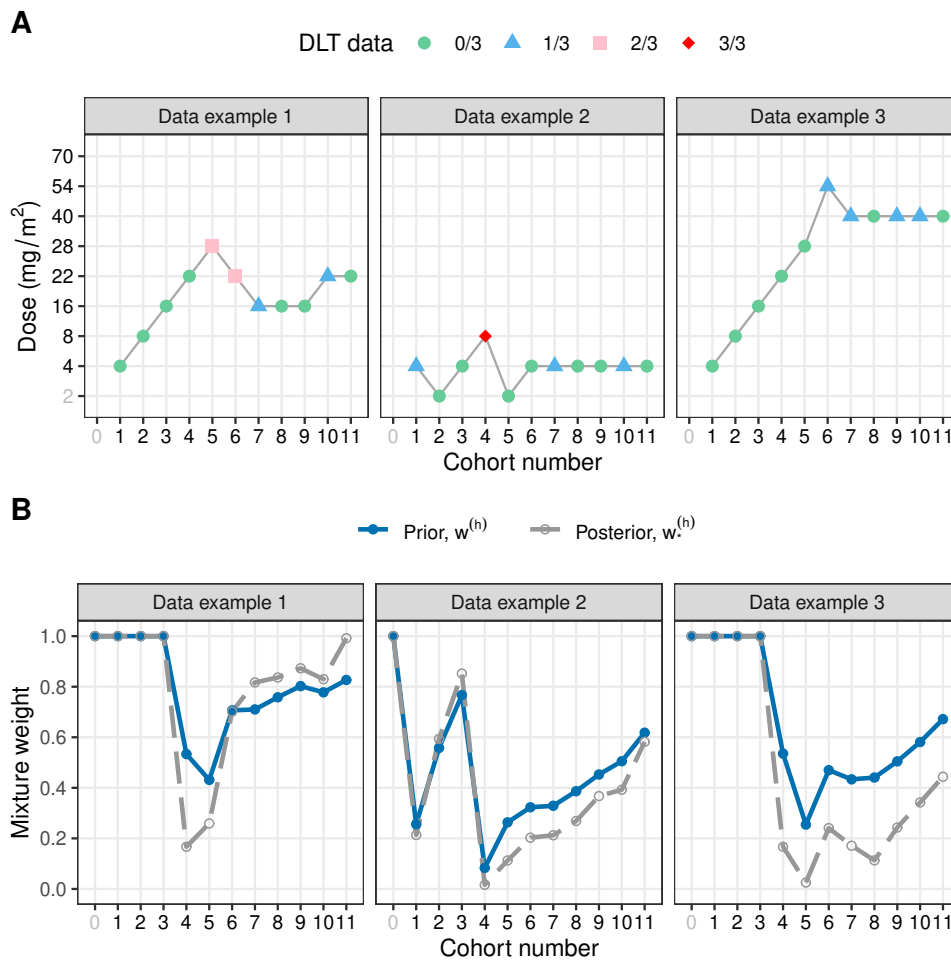 A
DLT data 0/3 1/3 2/3 3/3
Data example 1 Data example 2 Data example 3
Dose (mg/m²)
70
54
40
28
22
16
8
4
2
0 1 2 3 4 5 6 7 8 9 10 11 0 1 2 3 4 5 6 7 8 9 10 11 0 1 2 3 4 5 6 7 8 9 10 11
Cohort number
B
Prior, w⁽ʰ⁾ Posterior, w⁎⁽ʰ⁾
Data example 1 Data example 2 Data example 3
Mixture weight
1.0
0.8
0.6
0.4
0.2
0.0
0 1 2 3 4 5 6 7 8 9 10 11 0 1 2 3 4 5 6 7 8 9 10 11 0 1 2 3 4 5 6 7 8 9 10 11
Cohort number